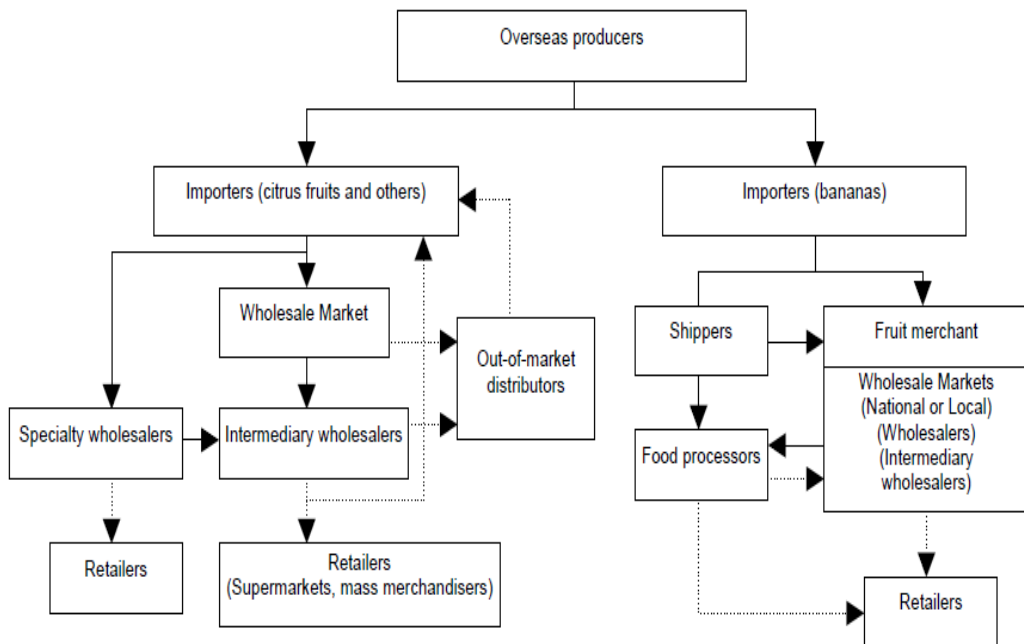 Overseas producers
Importers (citrus fruits and others)
Importers (bananas)
Wholesale Market
Out-of-market
distributors
Specialty wholesalers
Intermediary wholesalers
Retailers
Retailers
(Supermarkets, mass merchandisers)
Shippers
Fruit merchant
Wholesale Markets
(National or Local)
(Wholesalers)
(Intermediary
wholesalers)
Food processors
Retailers